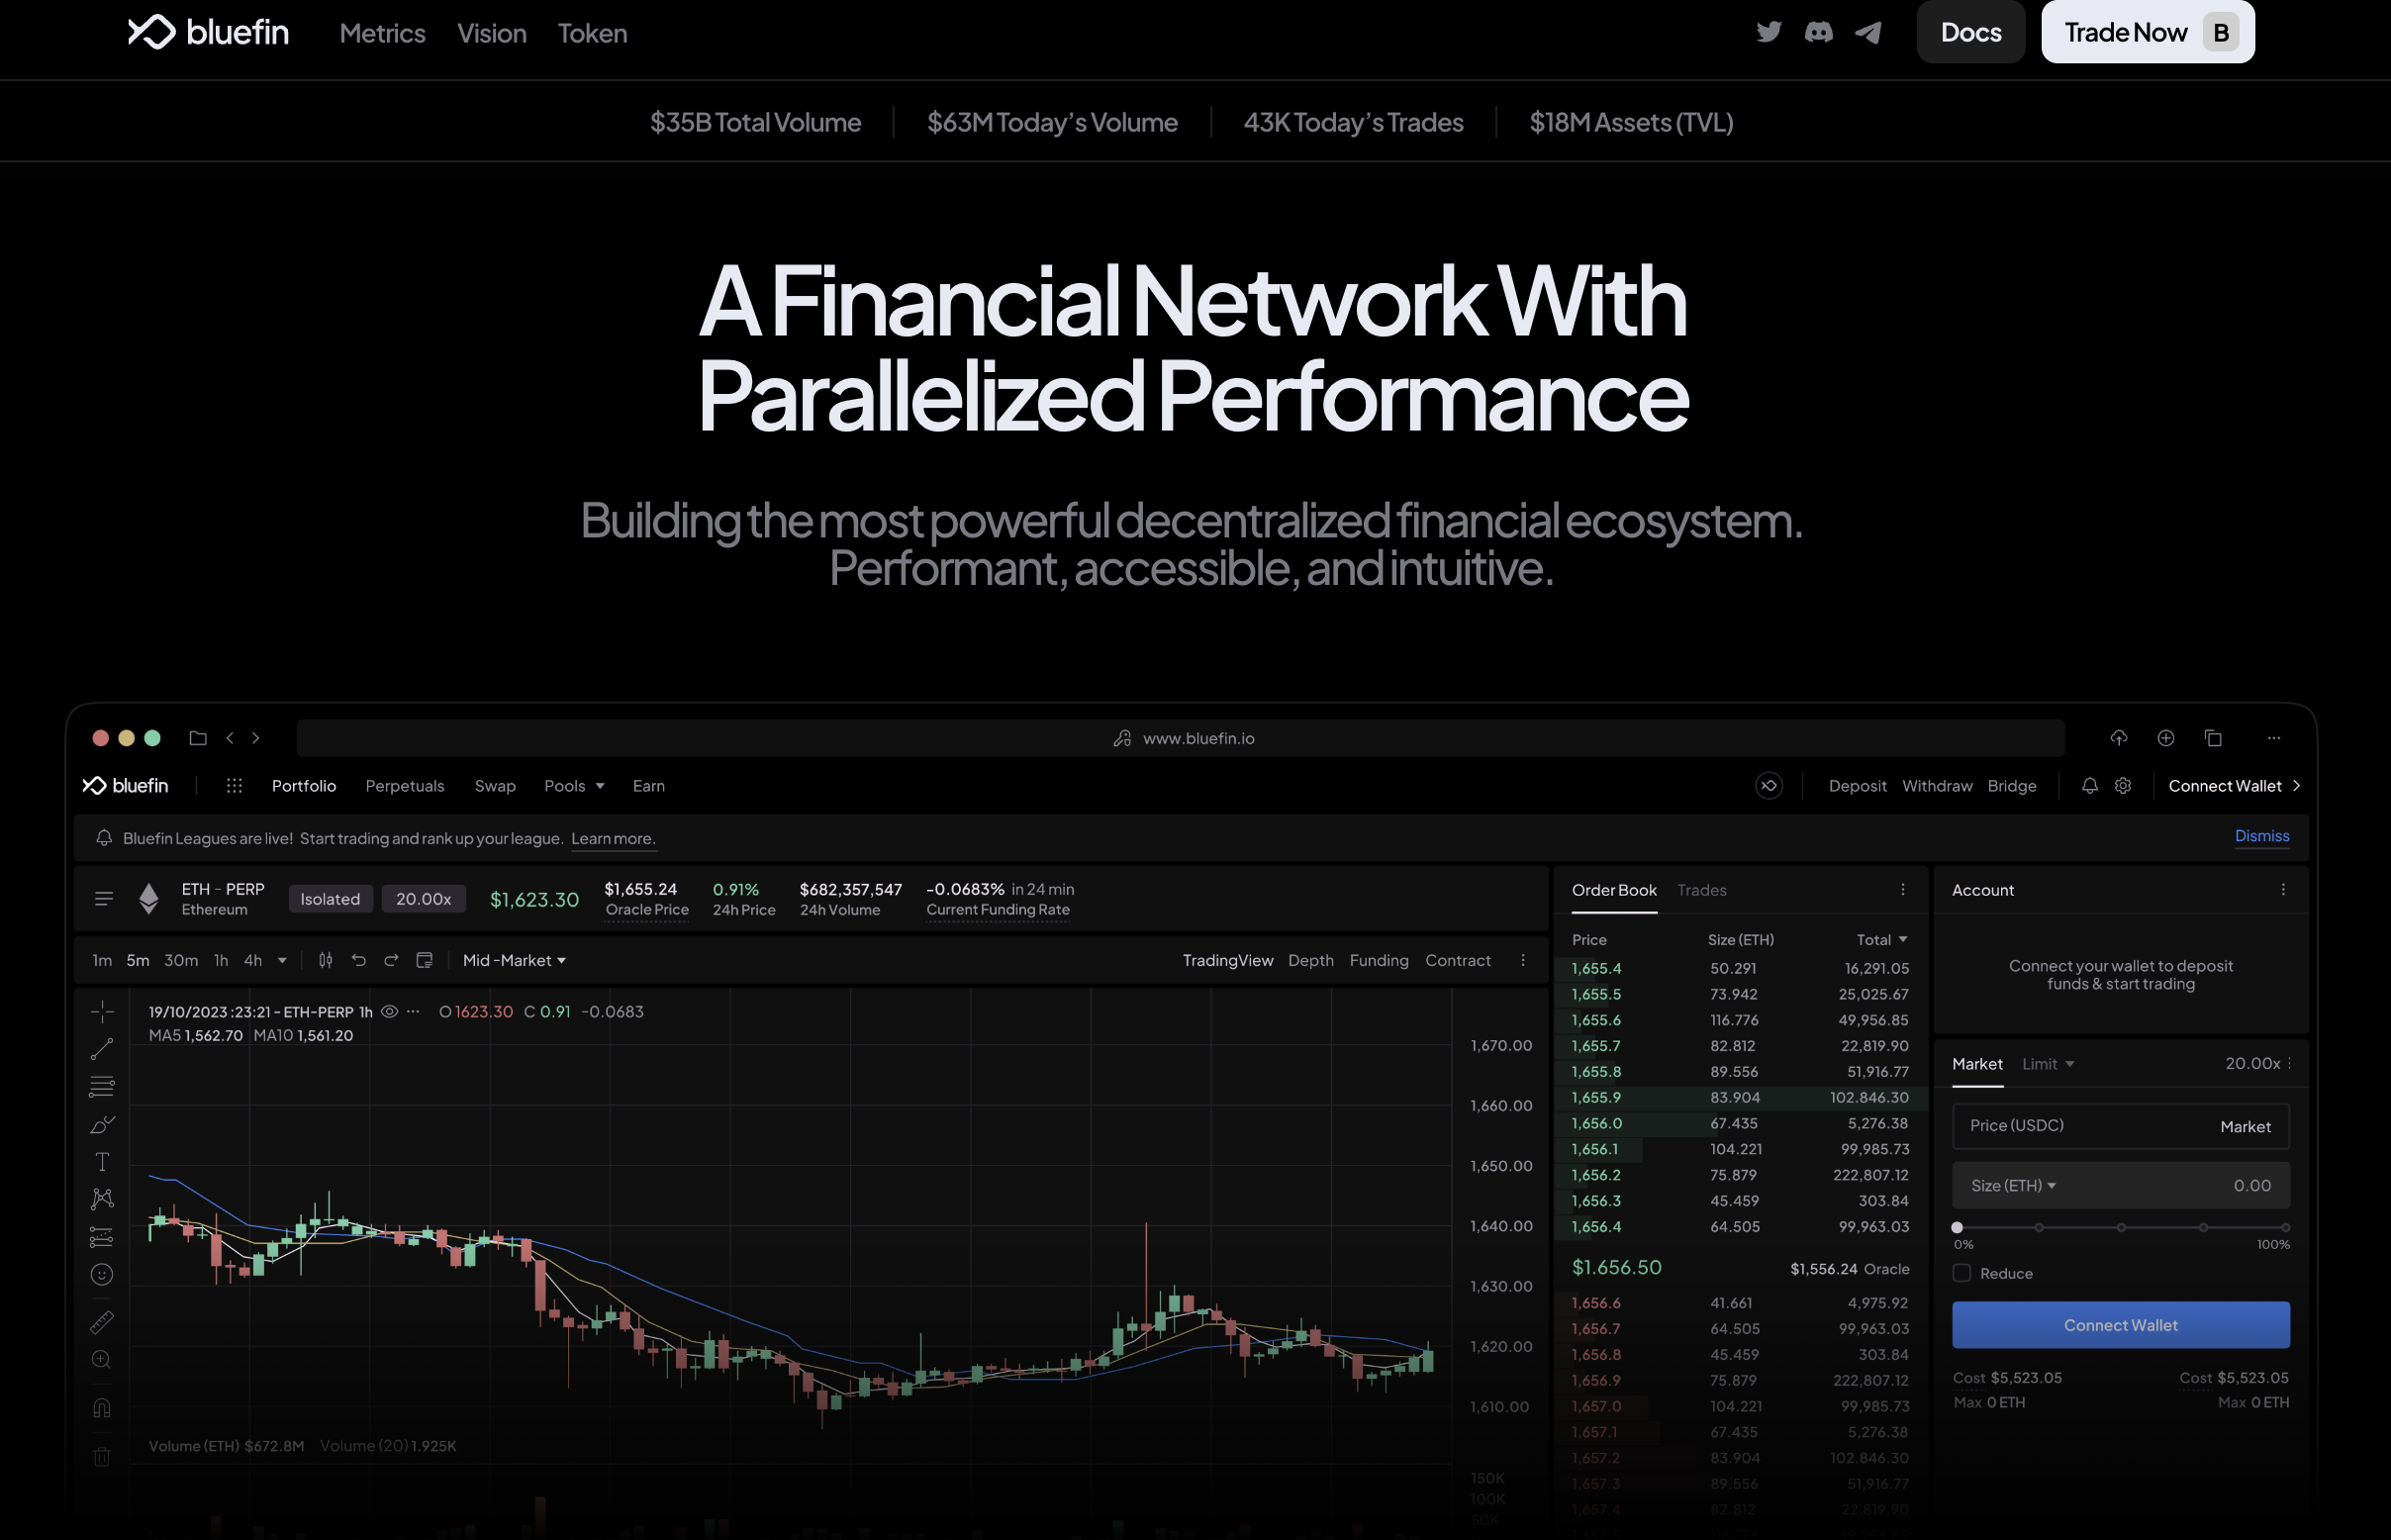 bluefin Metrics Vision Token Docs Trade Now B
$35B Total Volume $63M Today's Volume 43K Today's Trades $18M Assets (TVL)
A Financial Network With
Parallelized Performance
Building the most powerful decentralized financial ecosystem.
Performant, accessible, and intuitive.
www.bluefin.io
bluefin Portfolio Perpetuals Swap Pools Earn Deposit Withdraw Bridge Connect Wallet
Bluefin Leagues are live! Start trading and rank up your league. Learn more. Dismiss
ETH - PERP
Ethereum
Isolated 20.00x $1,623.30
$1,655.24
Oracle Price
0.91%
24h Price
$682,357,547
24h Volume
-0.0683% in 24 min
Current Funding Rate
1m 5m 30m 1h 4h Mid -Market TradingView Depth Funding Contract
19/10/2023 :23:21 - ETH-PERP 1h O 1623.30 C 0.91 -0.0683
MA5 1,562.70 MA10 1,561.20
1,670.00
1,660.00
1,650.00
1,640.00
1,630.00
1,620.00
1,610.00
Volume (ETH) $672.8M Volume (20) 1.925K
150K
100K
50K
Order Book Trades
Price Size (ETH) Total
1,655.4 50.291 16,291.05
1,655.5 73.942 25,025.67
1,655.6 116.776 49,956.85
1,655.7 82.812 22,819.90
1,655.8 89.556 51,916.77
1,655.9 83.904 102.846.30
1,656.0 67.435 5,276.38
1,656.1 104.221 99,985.73
1,656.2 75.879 222,807.12
1,656.3 45.459 303.84
1,656.4 64.505 99,963.03
$1.656.50 $1,556.24 Oracle
1,656.6 41.661 4,975.92
1,656.7 64.505 99,963.03
1,656.8 45.459 303.84
1,656.9 75.879 222,807.12
1,657.0 104.221 99,985.73
1,657.1 67.435 5,276.38
1,657.2 83.904 102.846.30
1,657.3 89.556 51,916.77
1,657.4 82.812 22,819.90
Account
Connect your wallet to deposit
funds & start trading
Market Limit 20.00x
Price (USDC) Market
Size (ETH) 0.00
0% 100%
Reduce
Connect Wallet
Cost $5,523.05 Cost $5,523.05
Max 0 ETH Max 0 ETH